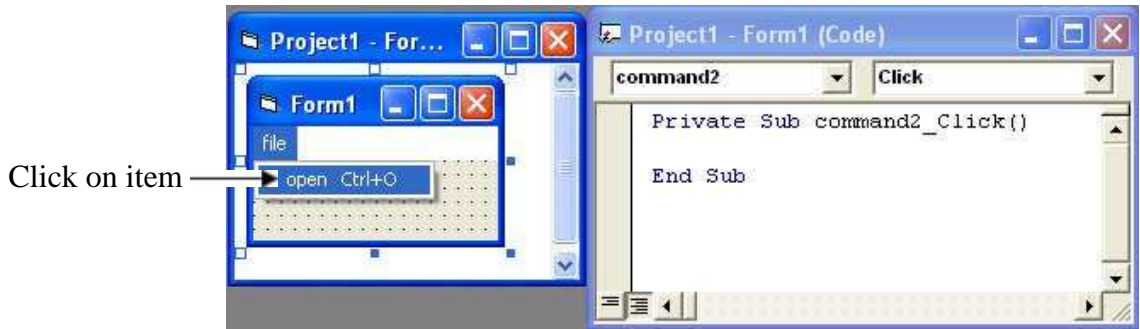 Click on item
Project1 - For...
Form1
file
open Ctrl+O
Project1 - Form1 (Code)
command2
Click
Private Sub command2_Click()
End Sub